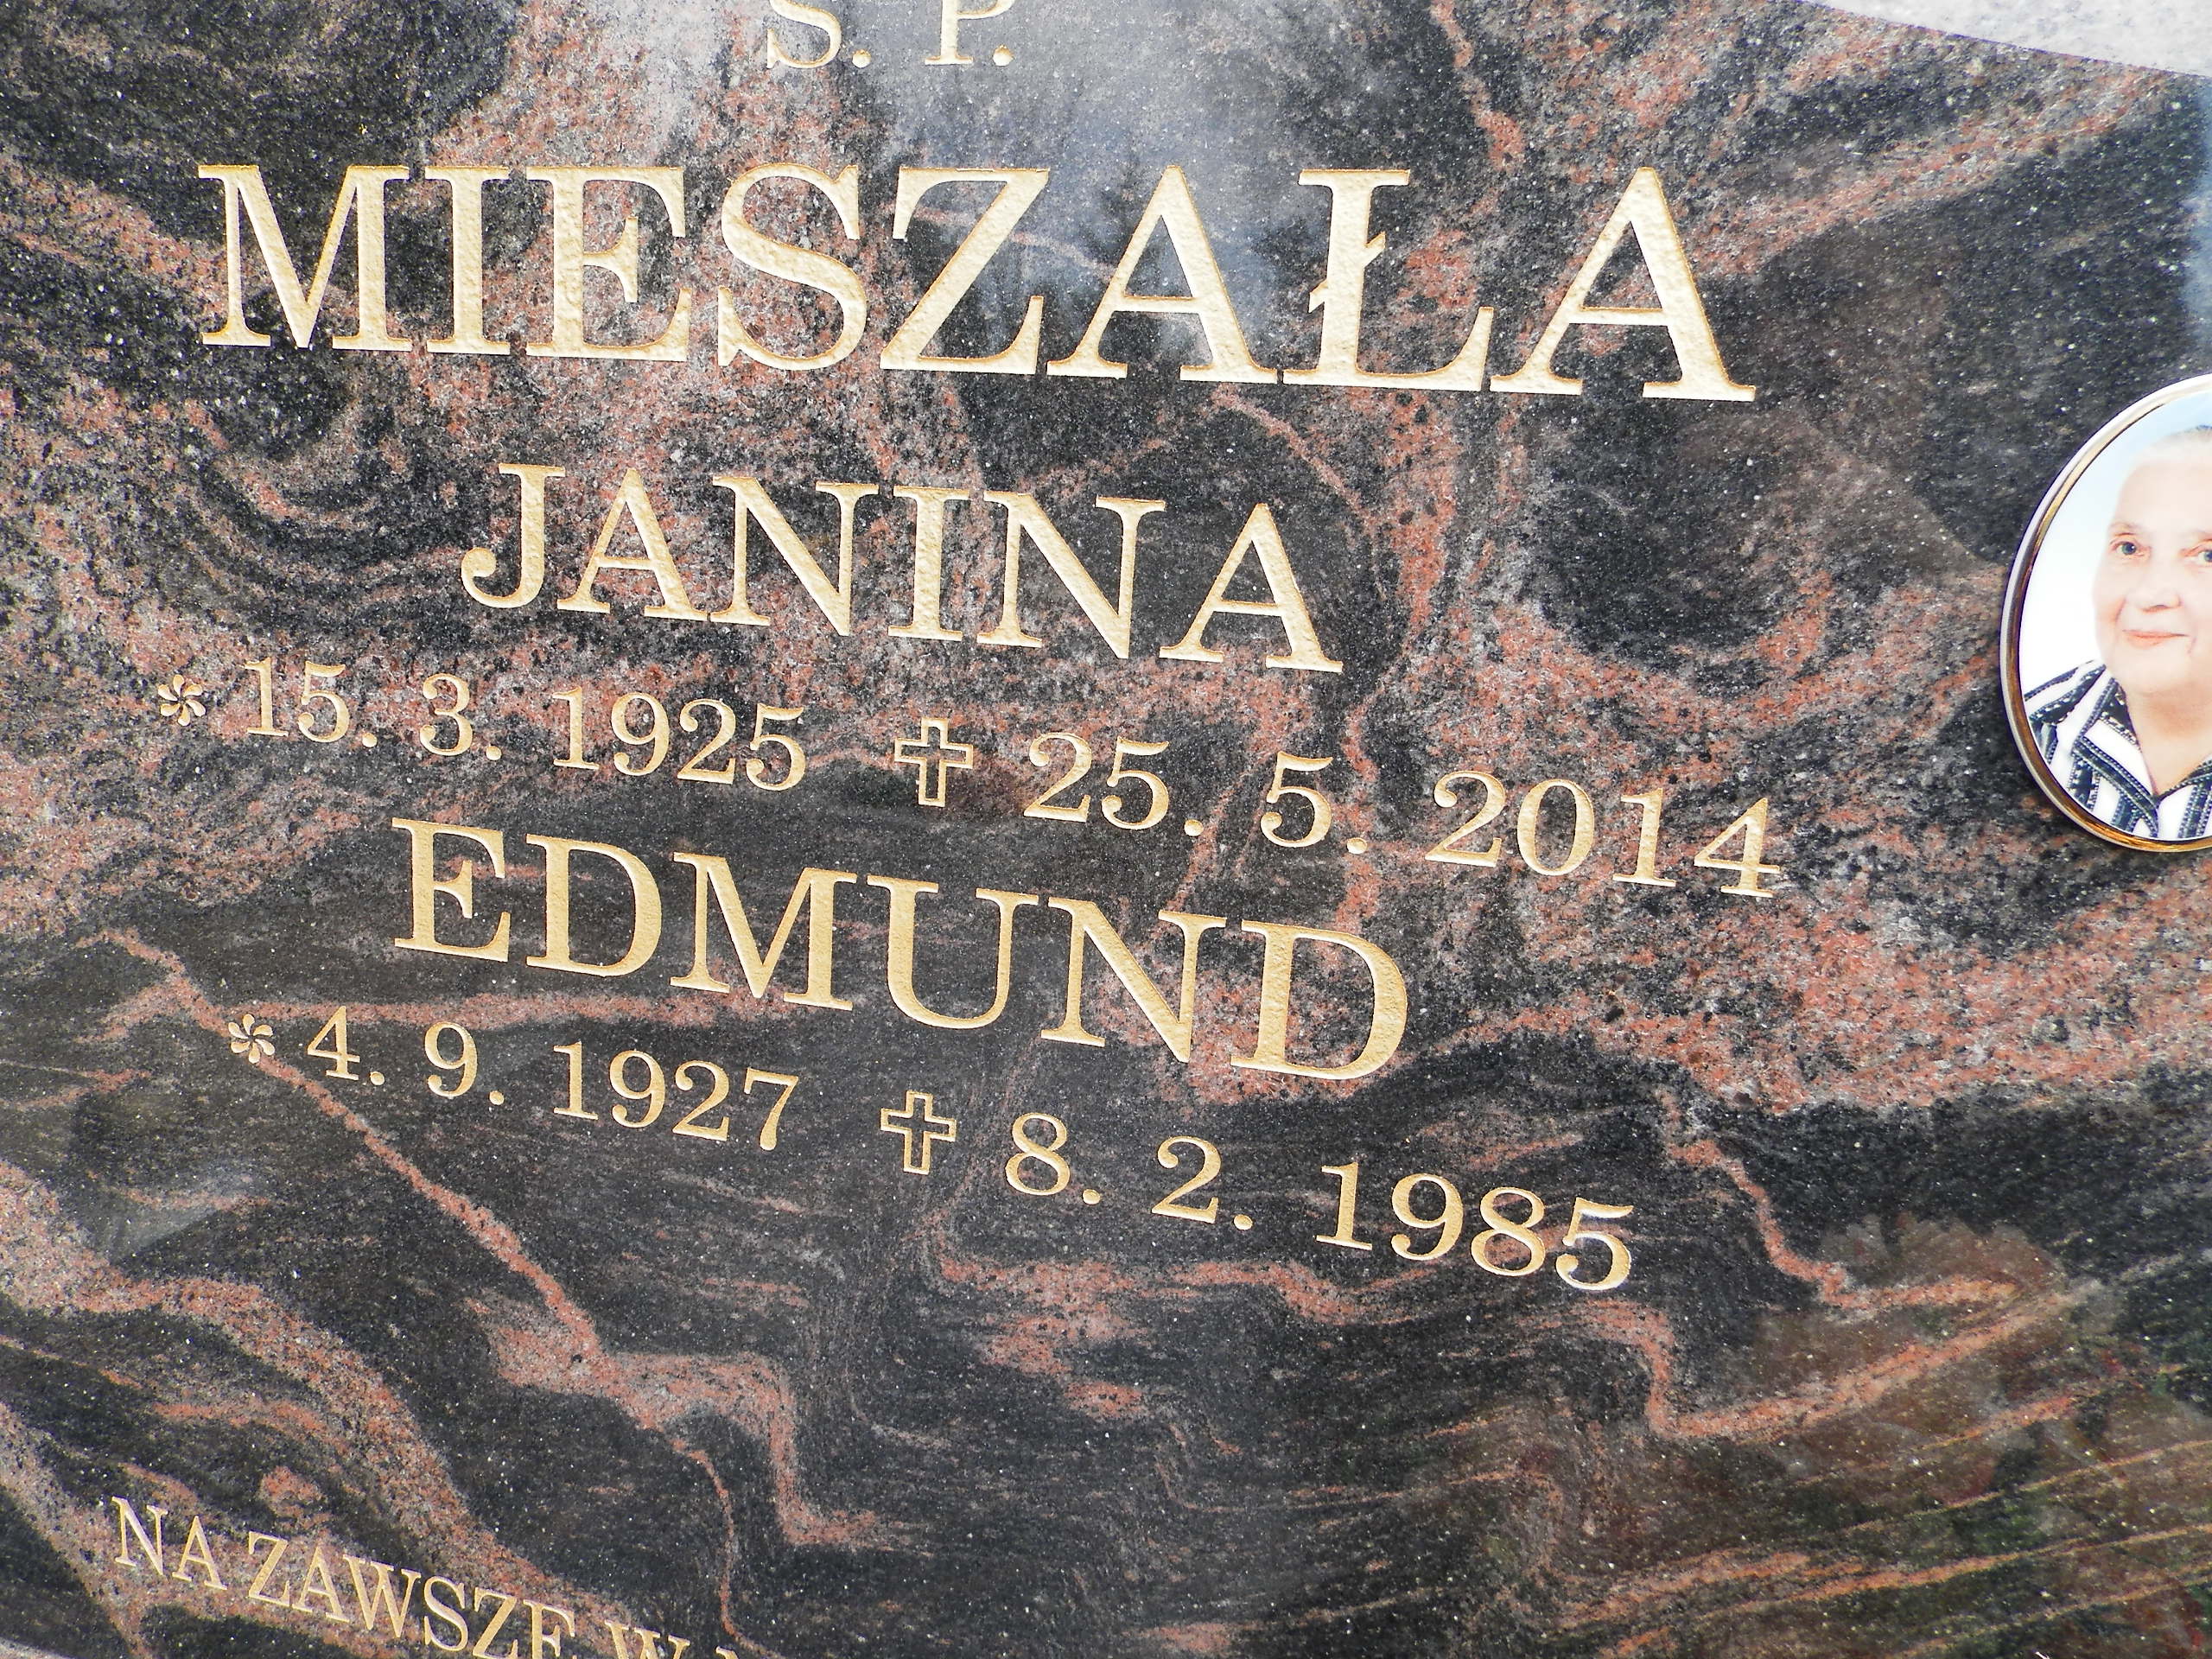 Ś. P.
MIESZAŁA
JANINA
* 15. 3. 1925 ✝ 25. 5. 2014
EDMUND
* 4. 9. 1927 ✝ 8. 2. 1985
NA ZAWSZE W